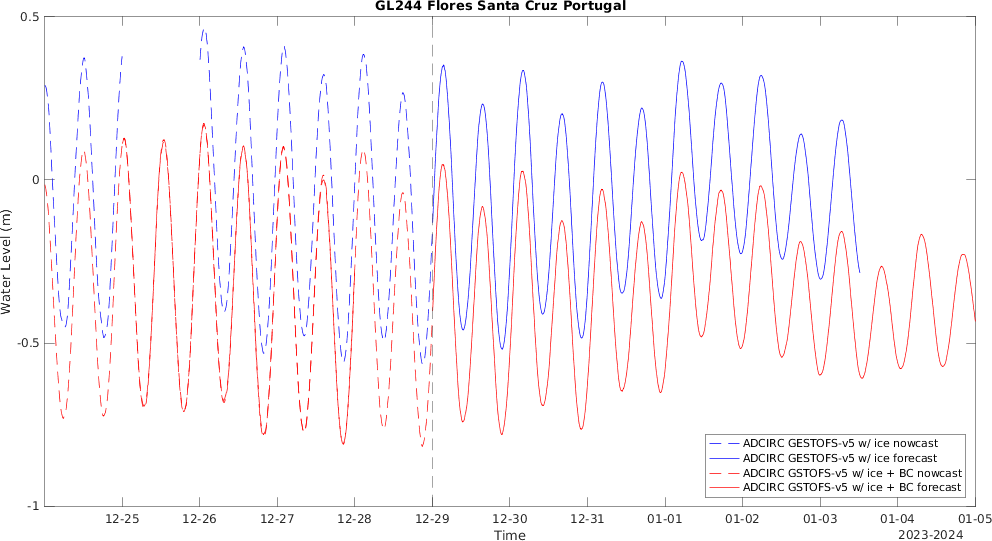 GL244 Flores Santa Cruz Portugal
0.5
0
-0.5
-1
Water Level (m)
ADCIRC GESTOFS-v5 w/ ice nowcast
ADCIRC GESTOFS-v5 w/ ice forecast
ADCIRC GSTOFS-v5 w/ ice + BC nowcast
ADCIRC GSTOFS-v5 w/ ice + BC forecast
12-25 12-26 12-27 12-28 12-29 12-30 12-31 01-01 01-02 01-03 01-04 01-05
Time
2023-2024